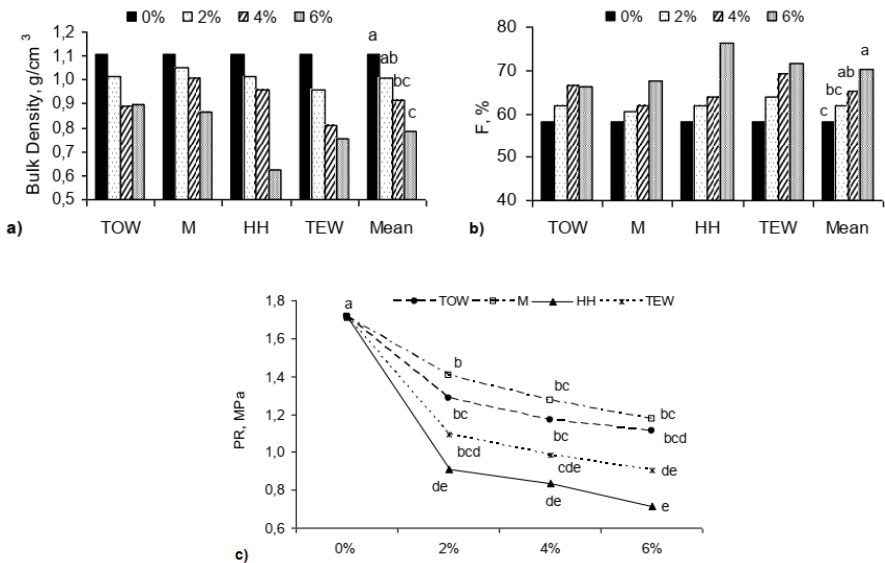 0% 2% 4% 6%
Bulk Density, g/cm³
1,2
1,1
1,0
0,9
0,8
0,7
0,6
0,5
a
ab
bc
c
TOW M HH TEW Mean
a)
0% 2% 4% 6%
F, %
80
70
60
50
40
c
bc
ab
a
TOW M HH TEW Mean
b)
TOW M HH TEW
PR, MPa
1,8
1,6
1,4
1,2
1,0
0,8
0,6
a
b
bc
bc
bc
bc
bcd
bcd
cde
de
de
de
e
0% 2% 4% 6%
c)